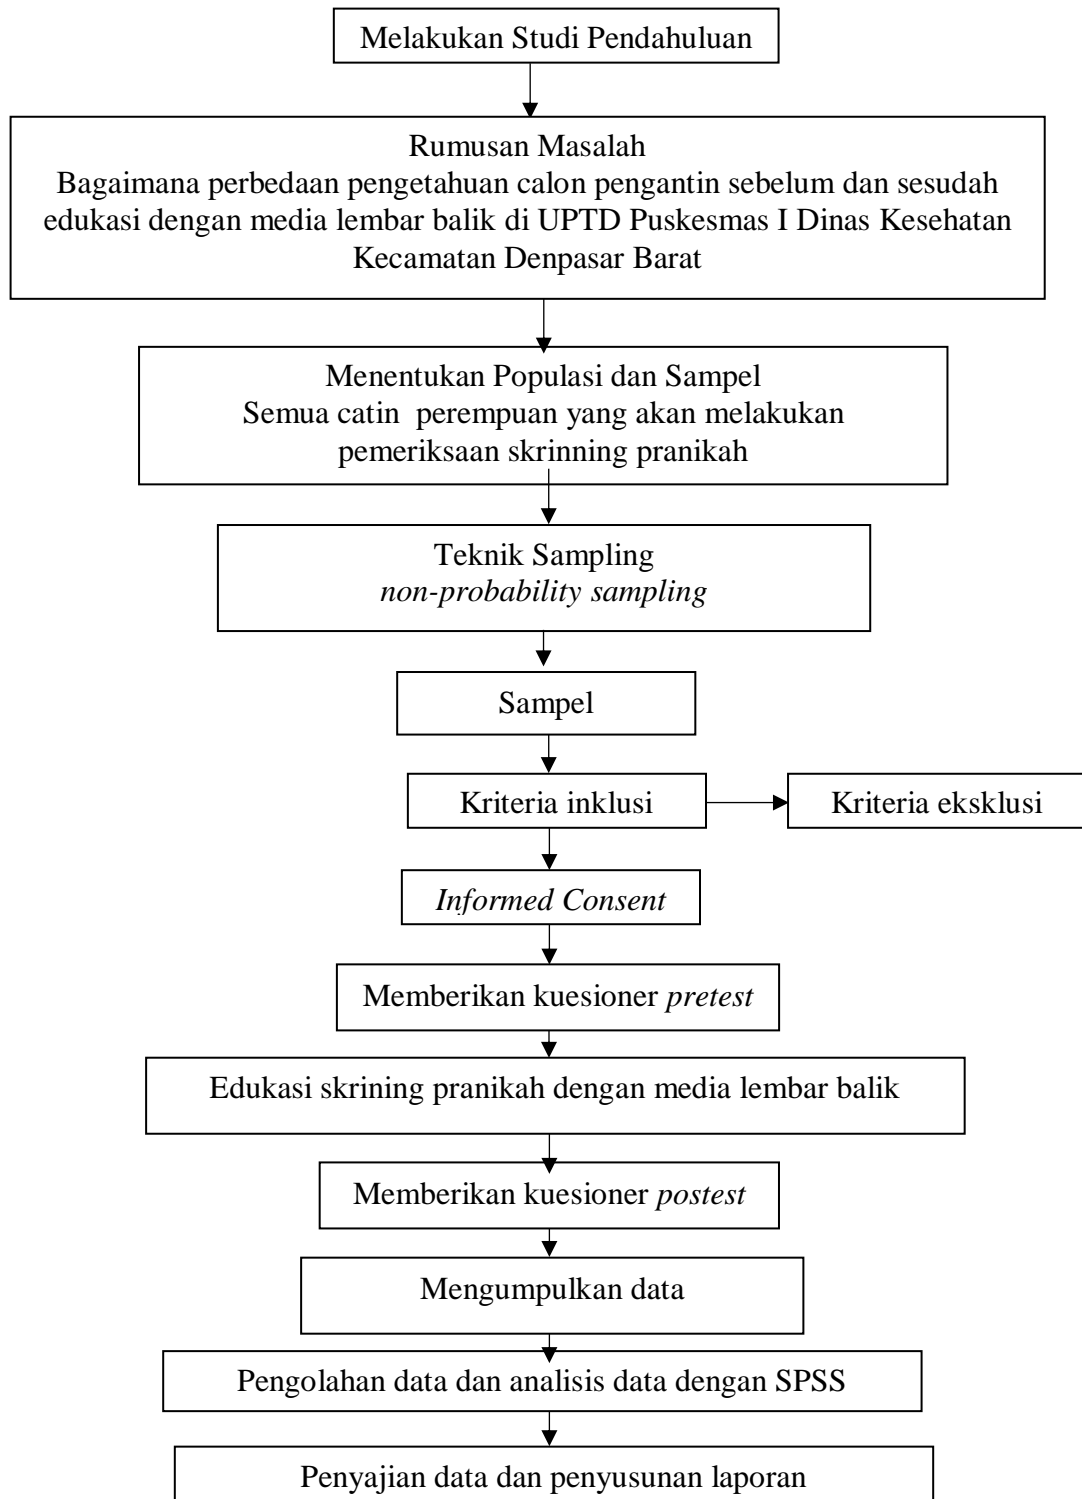 Melakukan Studi Pendahuluan
Rumusan Masalah
Bagaimana perbedaan pengetahuan calon pengantin sebelum dan sesudah
edukasi dengan media lembar balik di UPTD Puskesmas I Dinas Kesehatan
Kecamatan Denpasar Barat
Menentukan Populasi dan Sampel
Semua catin perempuan yang akan melakukan
pemeriksaan skrinning pranikah
Teknik Sampling
non-probability sampling
Sampel
Kriteria inklusi
Kriteria eksklusi
Informed Consent
Memberikan kuesioner pretest
Edukasi skrining pranikah dengan media lembar balik
Memberikan kuesioner postest
Mengumpulkan data
Pengolahan data dan analisis data dengan SPSS
Penyajian data dan penyusunan laporan